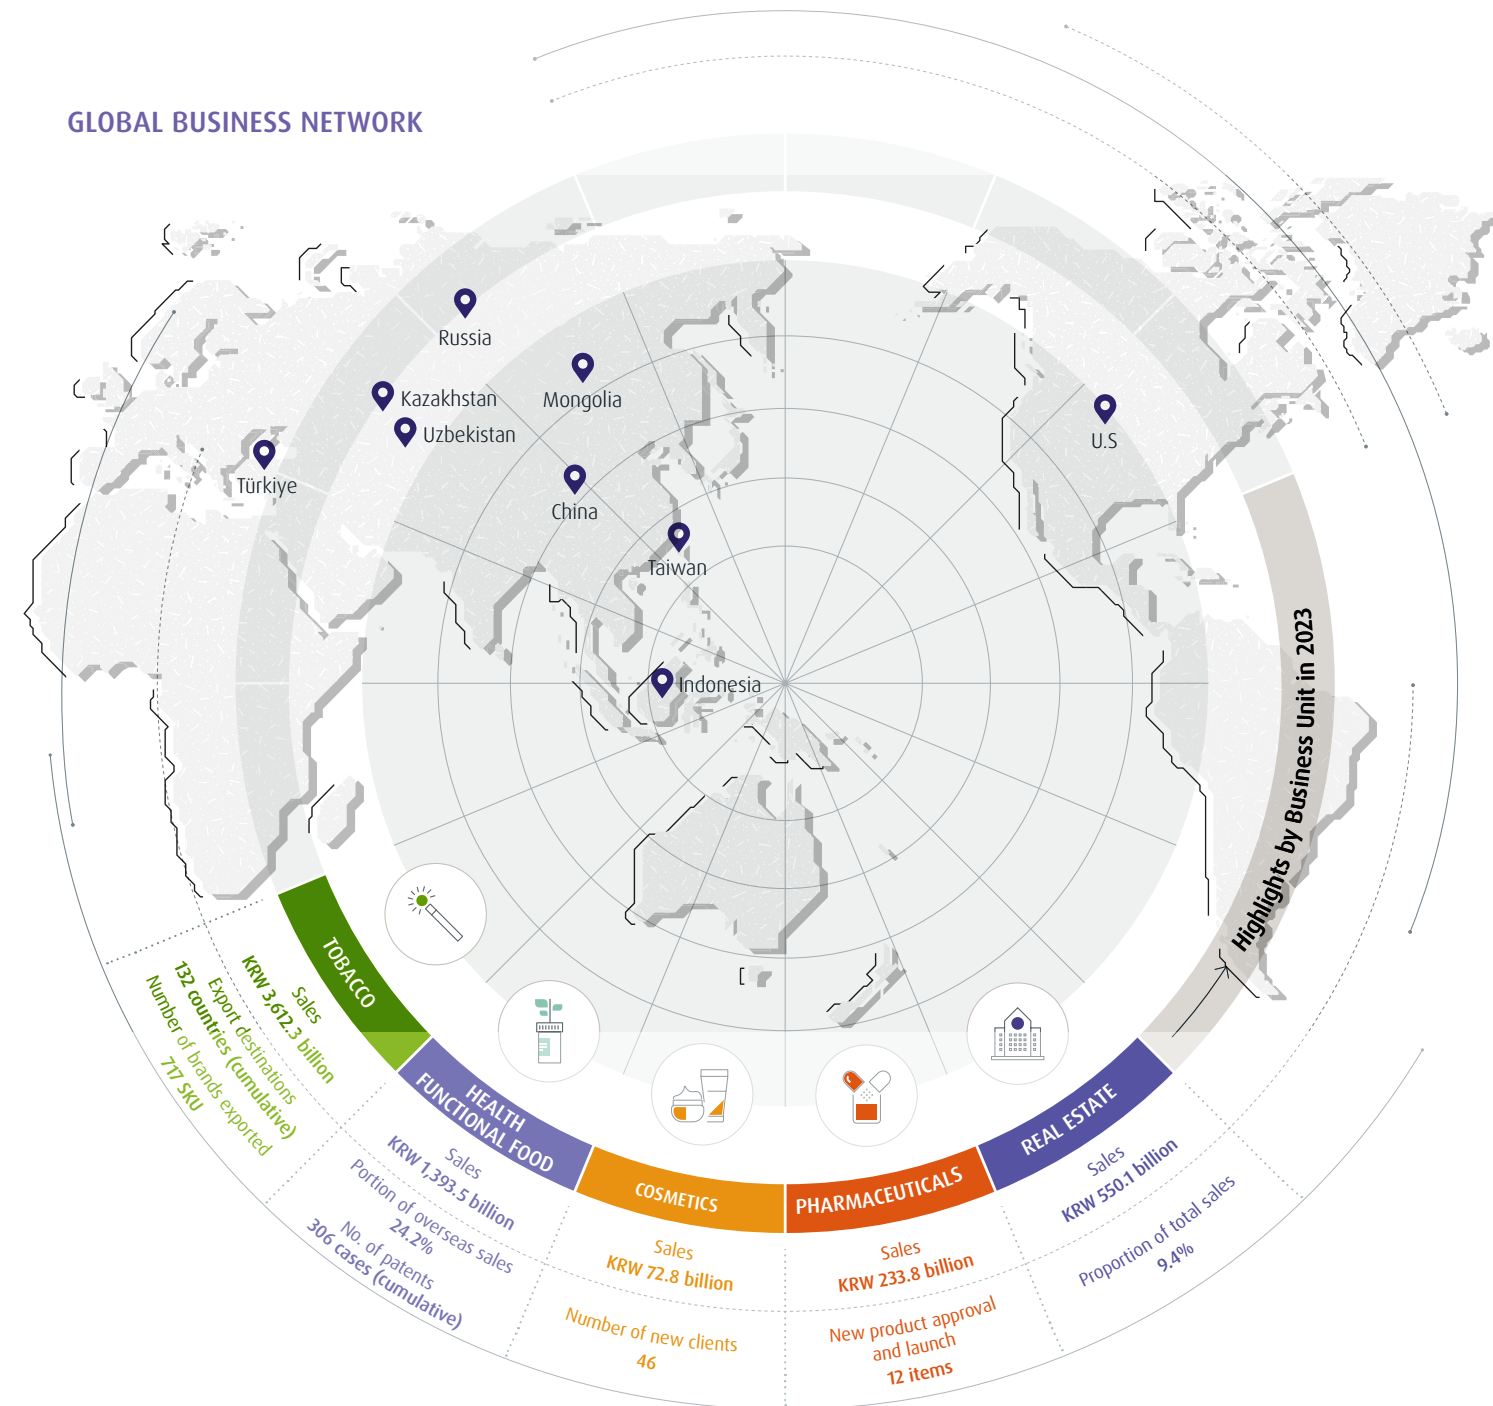 GLOBAL BUSINESS NETWORK
Russia
Kazakhstan
Mongolia
Uzbekistan
U.S
Türkiye
China
Taiwan
Indonesia
Highlights by Business Unit in 2023
TOBACCO
Sales
KRW 3,612.3 billion
Export destinations
132 countries (cumulative)
Number of brands exported
717 SKU
HEALTH
FUNCTIONAL FOOD
Sales
KRW 1,393.5 billion
Portion of overseas sales
24.2%
No. of patents
306 cases (cumulative)
COSMETICS
Sales
KRW 72.8 billion
Number of new clients
46
PHARMACEUTICALS
Sales
KRW 233.8 billion
New product approval
and launch
12 items
REAL ESTATE
Sales
KRW 550.1 billion
Proportion of total sales
9.4%